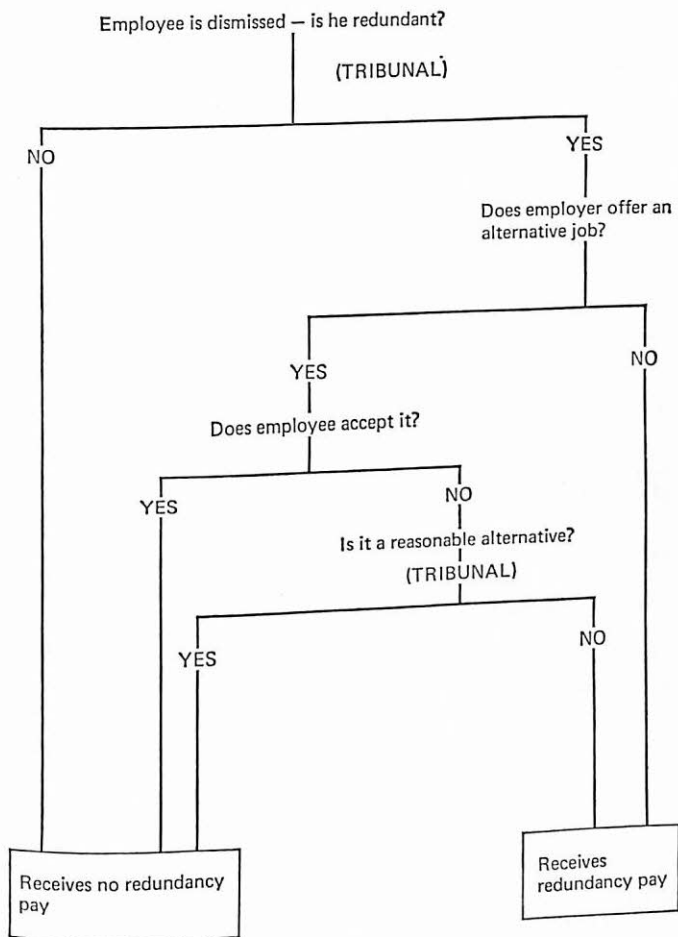 Employee is dismissed — is he redundant?
(TRIBUNAL)
NO
YES
Does employer offer an
alternative job?
YES
NO
Does employee accept it?
YES
NO
Is it a reasonable alternative?
(TRIBUNAL)
YES
NO
Receives no redundancy
pay
Receives
redundancy pay